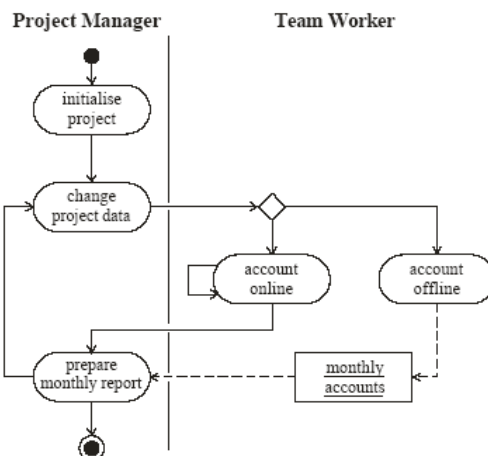 Project Manager
Team Worker
initialise
project
change
project data
account
online
account
offline
prepare
monthly report
monthly
accounts